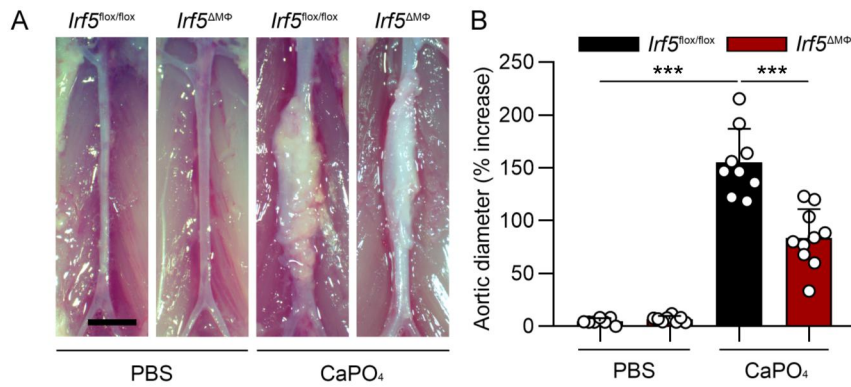 A
Irf5flox/flox Irf5ΔMΦ Irf5flox/flox Irf5ΔMΦ
PBS CaPO₄
B
Irf5flox/flox Irf5ΔMΦ
*** ***
Aortic diameter (% increase)
250
200
150
100
50
0
PBS CaPO₄